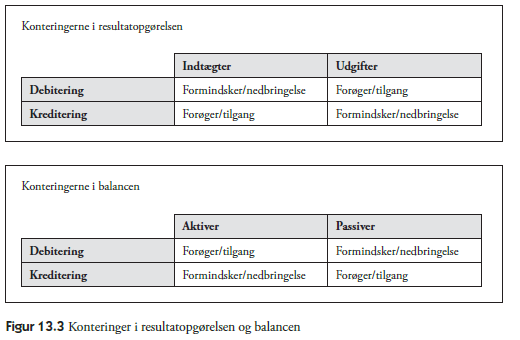 Konteringerne i resultatopgørelsen
Indtægter Udgifter
Debitering Formindsker/nedbringelse Forøger/tilgang
Kreditering Forøger/tilgang Formindsker/nedbringelse
Konteringerne i balancen
Aktiver Passiver
Debitering Forøger/tilgang Formindsker/nedbringelse
Kreditering Formindsker/nedbringelse Forøger/tilgang
Figur 13.3 Konteringer i resultatopgørelsen og balancen